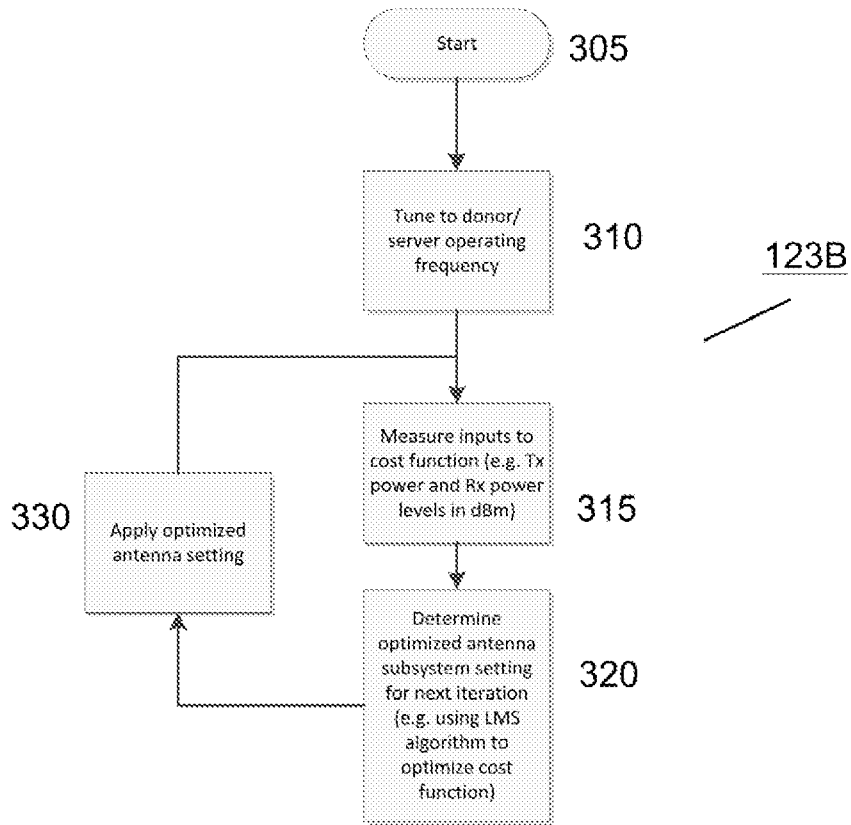 Start
305
Tune to donor/
server operating
frequency
310
123B
Measure inputs to
cost function (e.g. Tx
power and Rx power
levels in dBm)
315
330
Apply optimized
antenna setting
Determine
optimized antenna
subsystem setting
for next iteration
(e.g. using LMS
algorithm to
optimize cost
function)
320